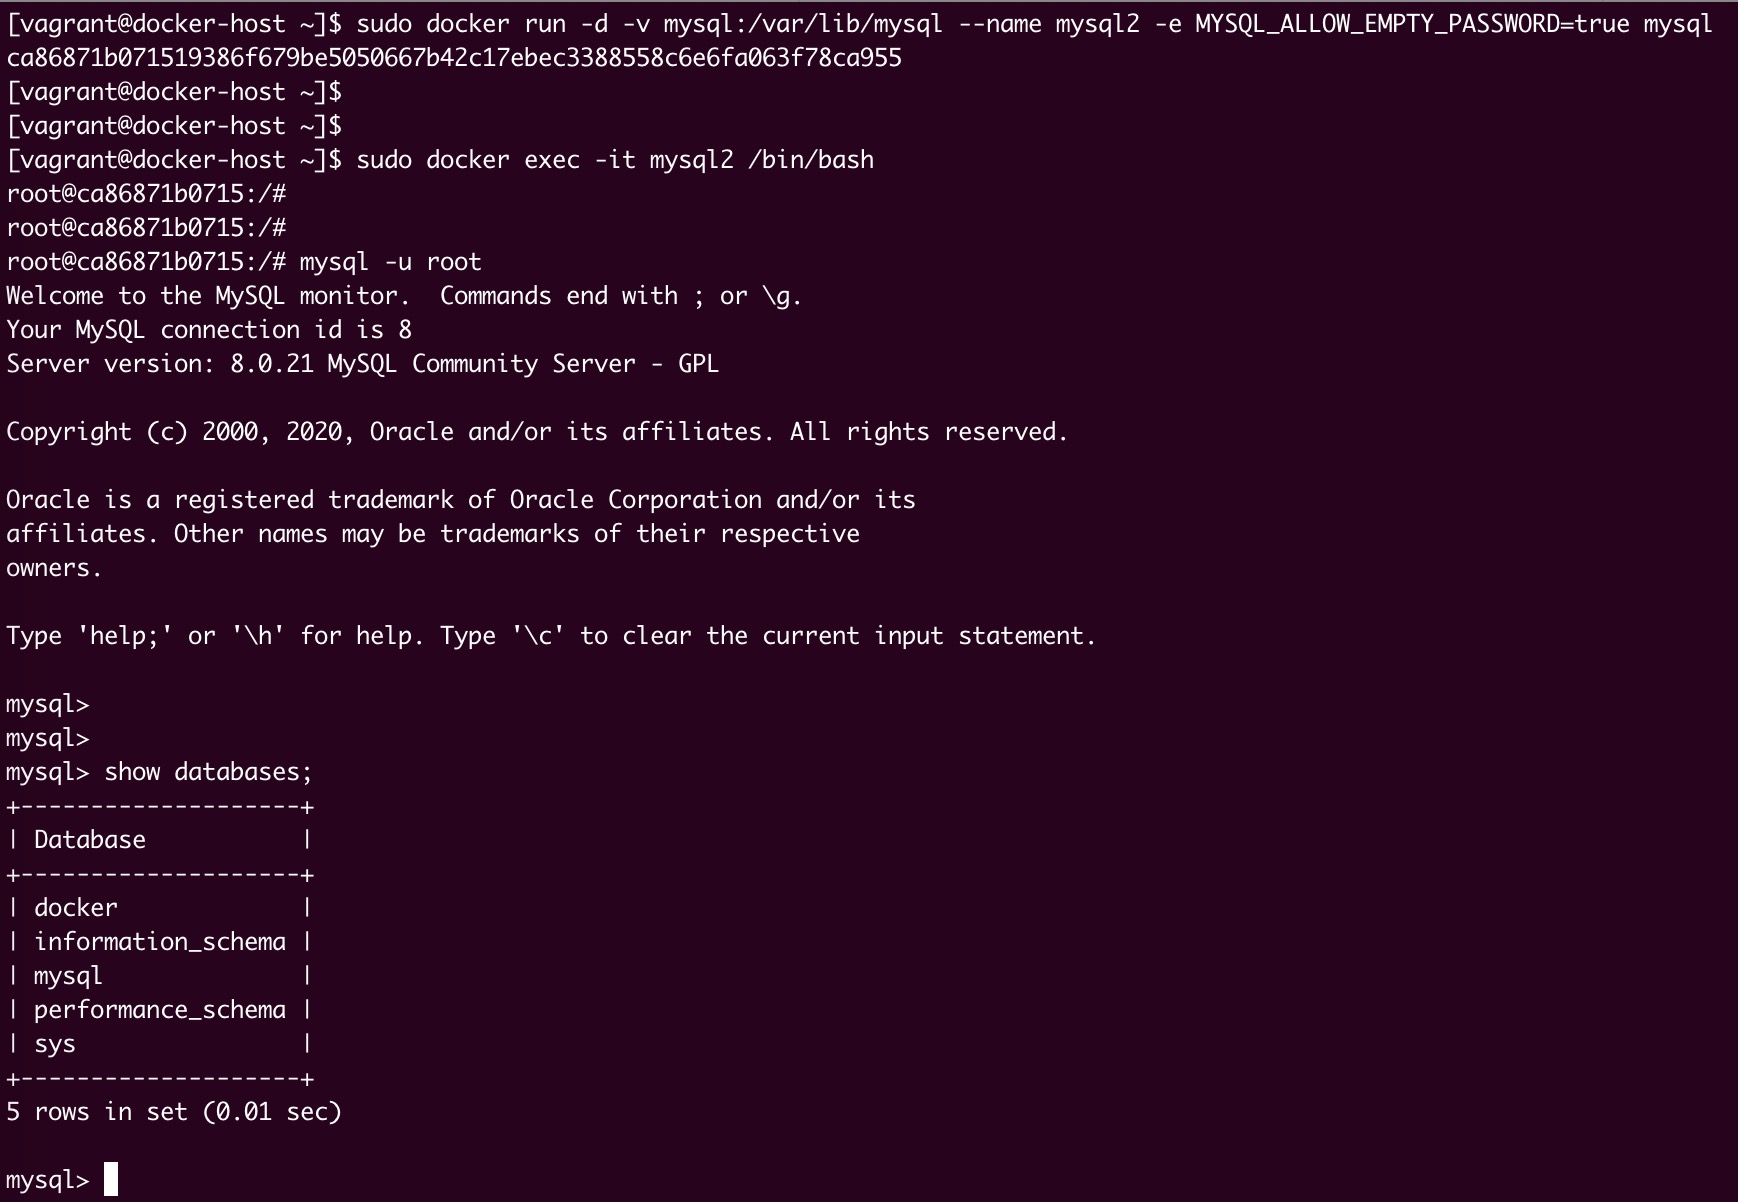 [vagrant@docker-host ~]$ sudo docker run -d -v mysql:/var/lib/mysql --name mysql2 -e MYSQL_ALLOW_EMPTY_PASSWORD=true mysql
ca86871b071519386f679be5050667b42c17ebec3388558c6e6fa063f78ca955
[vagrant@docker-host ~]$
[vagrant@docker-host ~]$
[vagrant@docker-host ~]$ sudo docker exec -it mysql2 /bin/bash
root@ca86871b0715:/#
root@ca86871b0715:/#
root@ca86871b0715:/# mysql -u root
Welcome to the MySQL monitor.  Commands end with ; or \g.
Your MySQL connection id is 8
Server version: 8.0.21 MySQL Community Server - GPL

Copyright (c) 2000, 2020, Oracle and/or its affiliates. All rights reserved.

Oracle is a registered trademark of Oracle Corporation and/or its
affiliates. Other names may be trademarks of their respective
owners.

Type 'help;' or '\h' for help. Type '\c' to clear the current input statement.

mysql>
mysql>
mysql> show databases;
+--------------------+
| Database           |
+--------------------+
| docker             |
| information_schema |
| mysql              |
| performance_schema |
| sys                |
+--------------------+
5 rows in set (0.01 sec)

mysql>